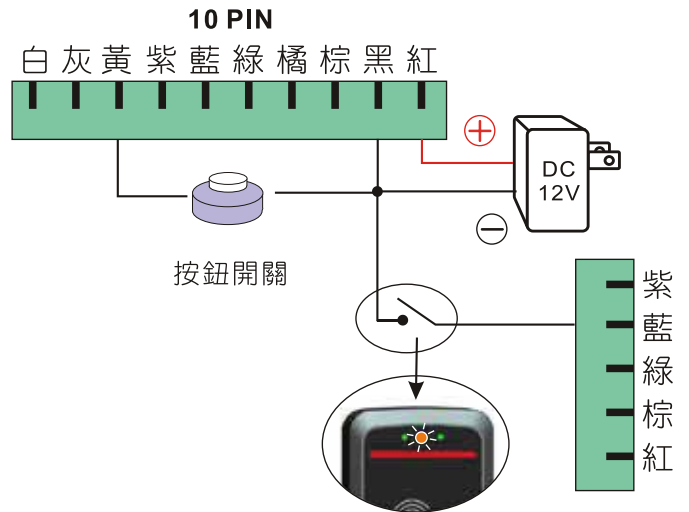 10 PIN
白 灰 黃 紫 藍 綠 橘 棕 黑 紅
DC
12V
按鈕開關
紫
藍
綠
棕
紅